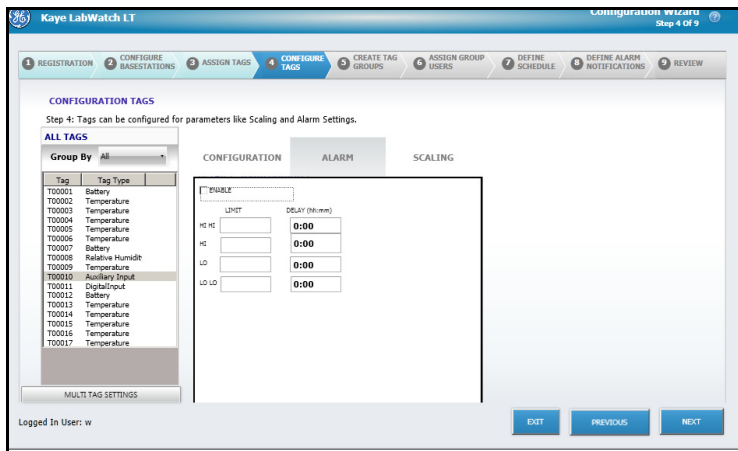 Kaye LabWatch LT
Configuration Wizard
Step 4 Of 9
1 REGISTRATION
2 CONFIGURE BASESTATIONS
3 ASSIGN TAGS
4 CONFIGURE TAGS
5 CREATE TAG GROUPS
6 ASSIGN GROUP USERS
7 DEFINE SCHEDULE
8 DEFINE ALARM NOTIFICATIONS
9 REVIEW
CONFIGURATION TAGS
Step 4: Tags can be configured for parameters like Scaling and Alarm Settings.
ALL TAGS
Group By All
Tag Tag Type
T00001 Battery
T00002 Temperature
T00003 Temperature
T00004 Temperature
T00005 Temperature
T00006 Temperature
T00007 Battery
T00008 Relative Humidit
T00009 Temperature
T00010 Auxiliary Input
T00011 DigitalInput
T00012 Battery
T00013 Temperature
T00014 Temperature
T00015 Temperature
T00016 Temperature
T00017 Temperature
MULTI TAG SETTINGS
CONFIGURATION ALARM SCALING
ENABLE
LIMIT DELAY (hh:mm)
HI HI 0:00
HI 0:00
LO 0:00
LO LO 0:00
Logged In User: w
EXIT PREVIOUS NEXT